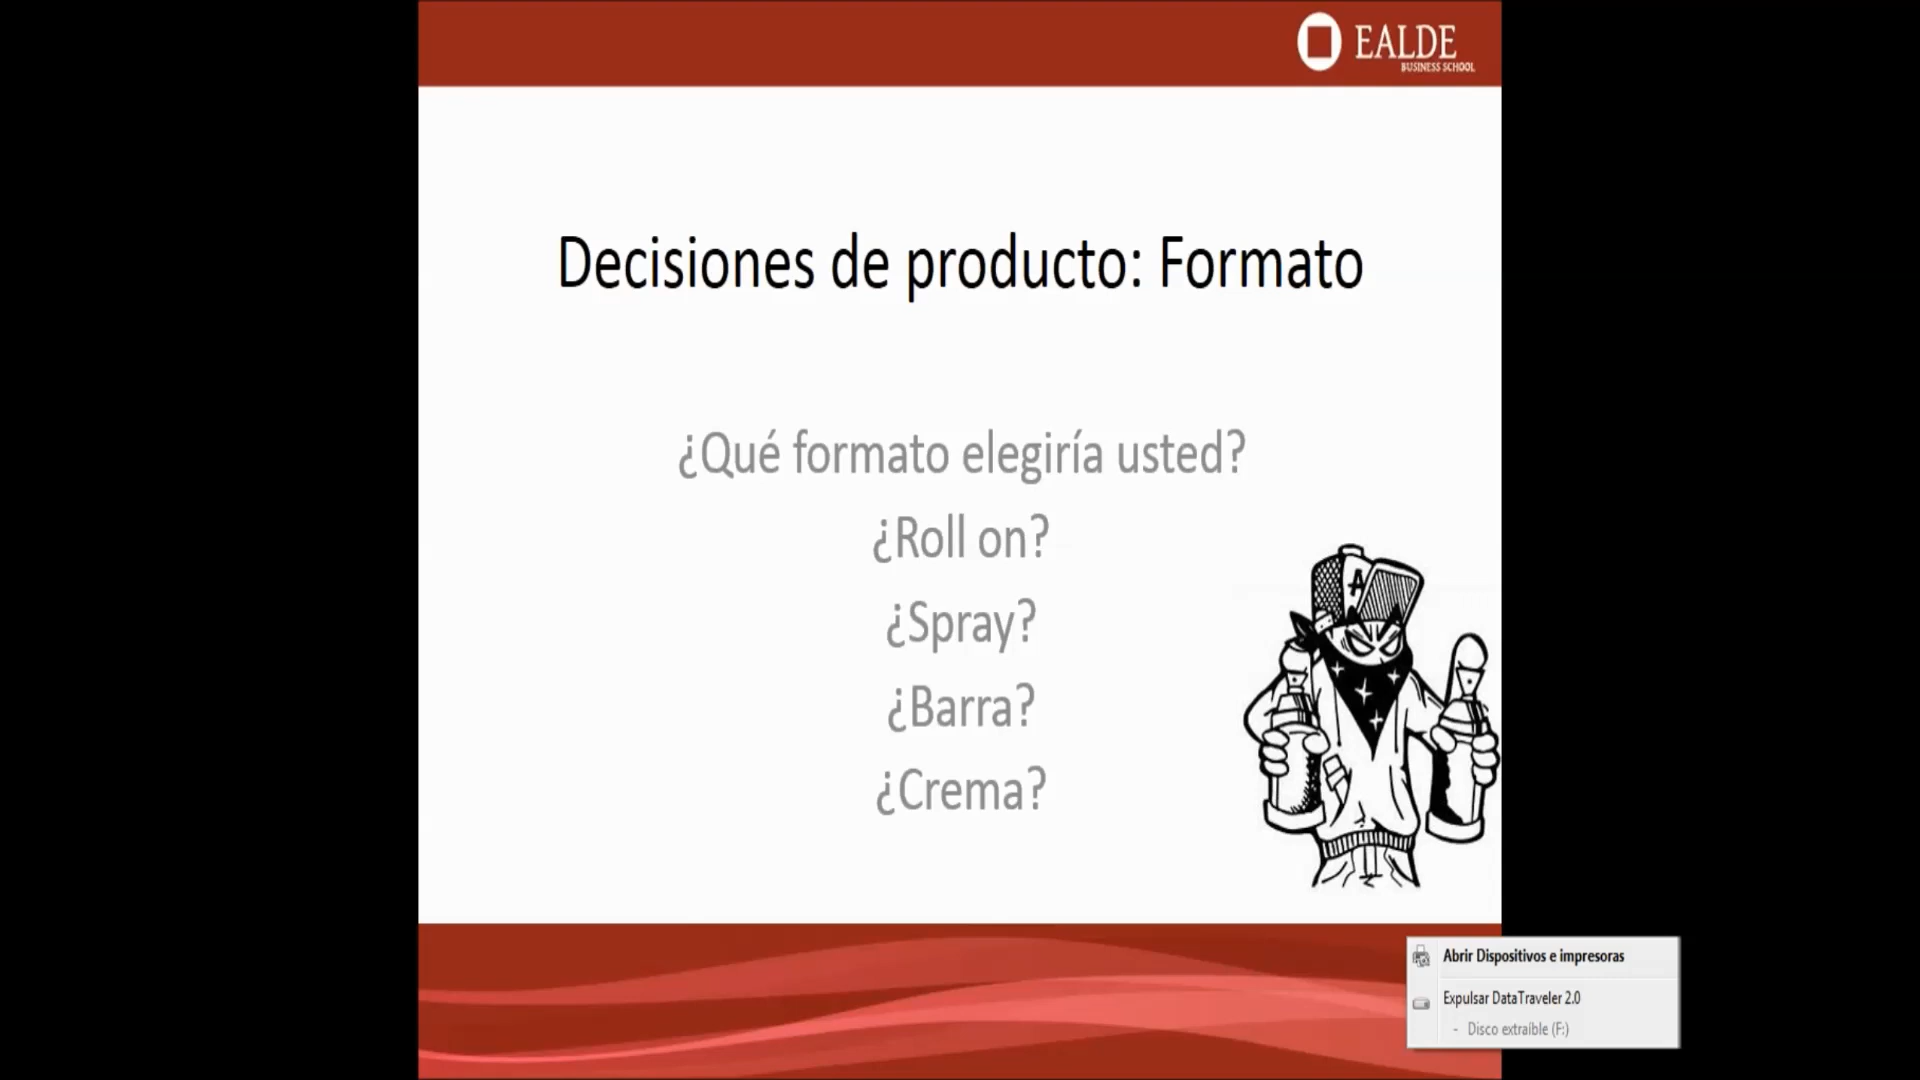 EALDE
BUSINESS SCHOOL
Decisiones de producto: Formato
¿Qué formato elegiría usted?
¿Roll on?
¿Spray?
¿Barra?
¿Crema?
A
Abrir Dispositivos e impresoras
Expulsar DataTraveler 2.0
- Disco extraíble (F:)